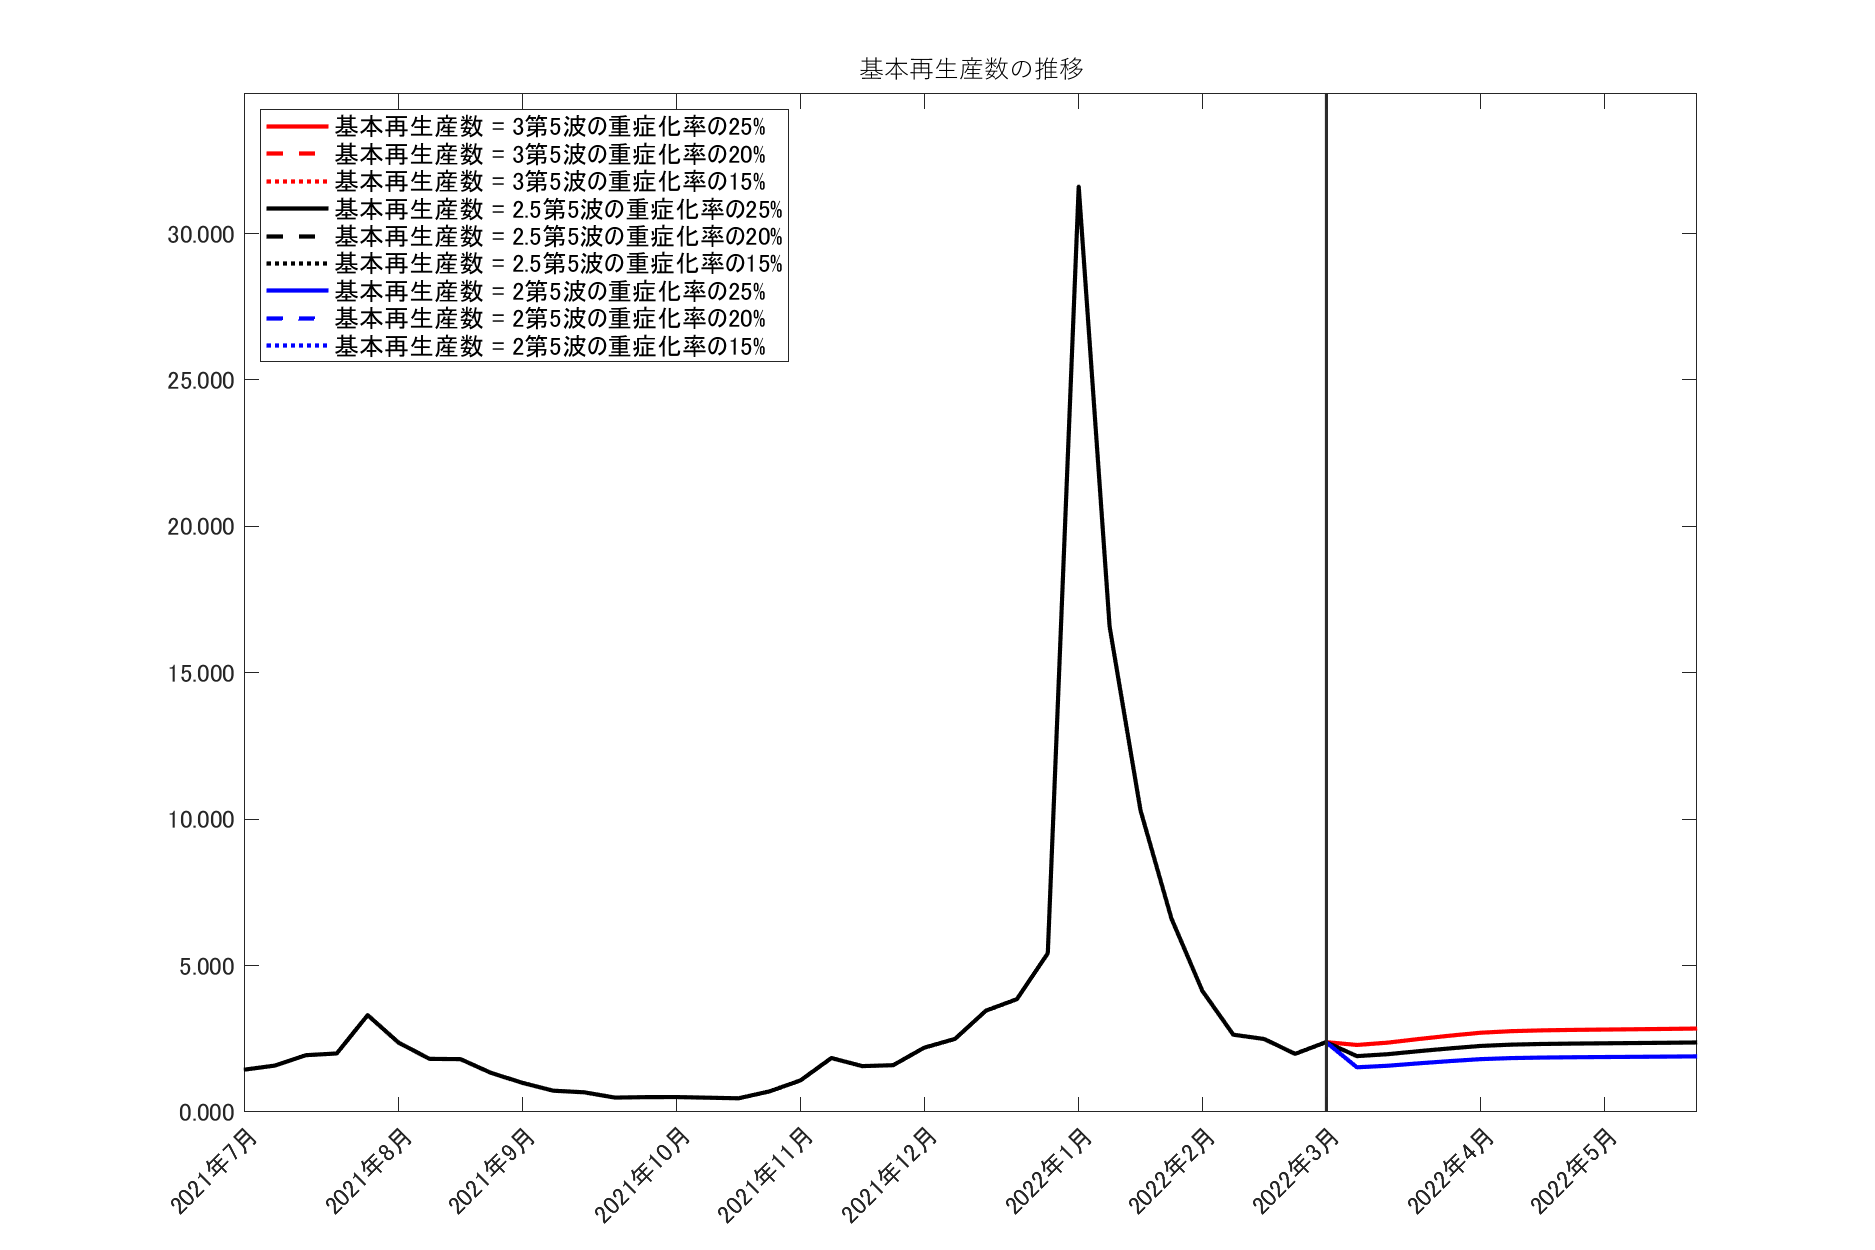 基本再生産数の推移
基本再生産数 = 3第5波の重症化率の25%
基本再生産数 = 3第5波の重症化率の20%
基本再生産数 = 3第5波の重症化率の15%
基本再生産数 = 2.5第5波の重症化率の25%
基本再生産数 = 2.5第5波の重症化率の20%
基本再生産数 = 2.5第5波の重症化率の15%
基本再生産数 = 2第5波の重症化率の25%
基本再生産数 = 2第5波の重症化率の20%
基本再生産数 = 2第5波の重症化率の15%
30.000
25.000
20.000
15.000
10.000
5.000
0.000
2021年7月
2021年8月
2021年9月
2021年10月
2021年11月
2021年12月
2022年1月
2022年2月
2022年3月
2022年4月
2022年5月